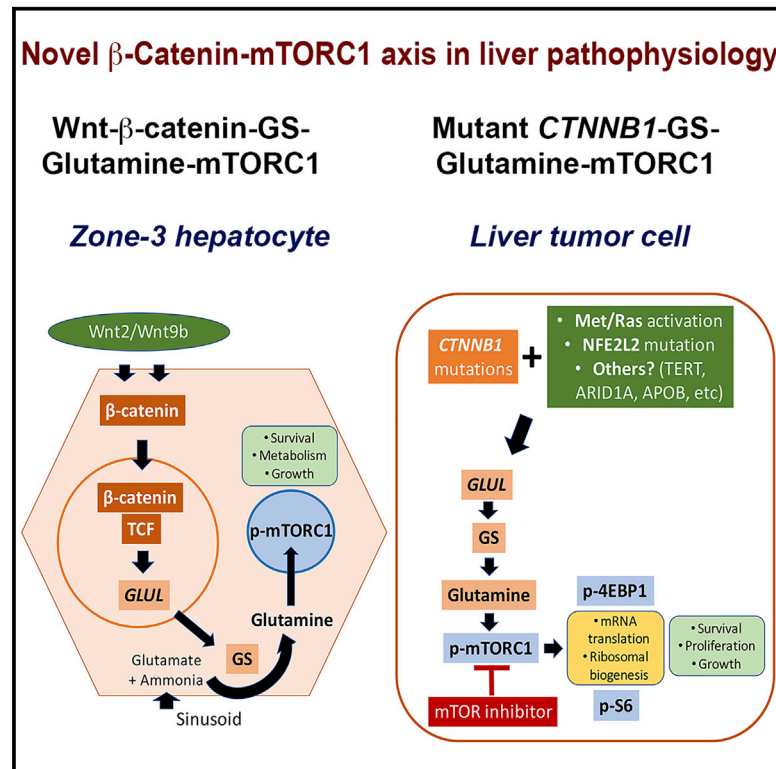 Novel β-Catenin-mTORC1 axis in liver pathophysiology
Wnt-β-catenin-GS-
Glutamine-mTORC1
Zone-3 hepatocyte
Wnt2/Wnt9b
β-catenin
β-catenin
TCF
GLUL
Glutamate
+ Ammonia
Sinusoid
GS
Glutamine
p-mTORC1
• Survival
• Metabolism
• Growth
Mutant CTNNB1-GS-
Glutamine-mTORC1
Liver tumor cell
CTNNB1
mutations
+
• Met/Ras activation
• NFE2L2 mutation
• Others? (TERT,
ARID1A, APOB, etc)
GLUL
GS
Glutamine
p-mTORC1
mTOR inhibitor
p-4EBP1
• mRNA
translation
• Ribosomal
biogenesis
p-S6
• Survival
• Proliferation
• Growth